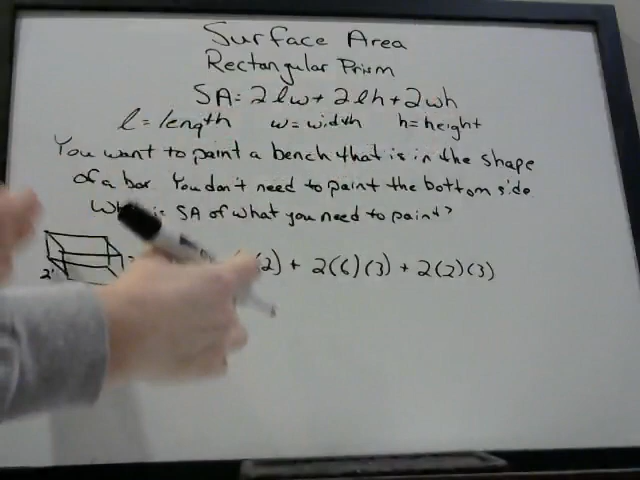 Surface Area
Rectangular Prism
SA: 2lw + 2lh + 2wh
l = length w = width h = height
You want to paint a bench that is in the shape
of a box You don't need to paint the bottom side.
SA of what you need to paint?
2' 2) + 2(6)(3) + 2(2)(3)